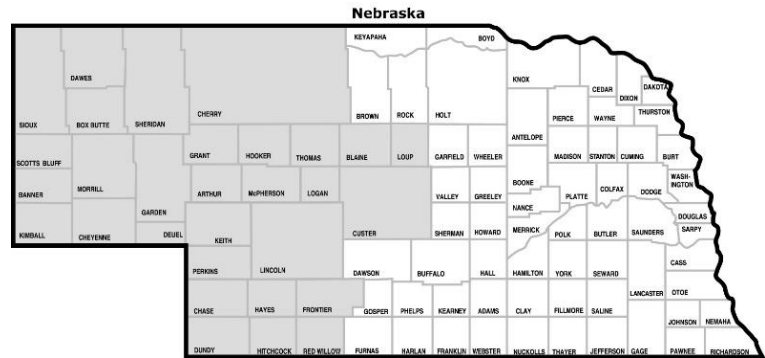 Nebraska
KEYAPAHA
BOYD
DAWES
KNOX
CEDAR
DIXON
DAKOTA
SIOUX
BOX BUTTE
SHERIDAN
CHERRY
BROWN
ROCK
HOLT
PIERCE
WAYNE
THURSTON
ANTELOPE
SCOTTS BLUFF
GRANT
HOOKER
THOMAS
BLAINE
LOUP
GARFIELD
WHEELER
MADISON
STANTON
CUMING
BURT
BANNER
MORRILL
ARTHUR
McPHERSON
LOGAN
VALLEY
GREELEY
BOONE
PLATTE
COLFAX
DODGE
WASH-
INGTON
GARDEN
NANCE
KIMBALL
CHEYENNE
DEUEL
KEITH
CUSTER
SHERMAN
HOWARD
MERRICK
POLK
BUTLER
SAUNDERS
DOUGLAS
SARPY
PERKINS
LINCOLN
DAWSON
BUFFALO
HALL
HAMILTON
YORK
SEWARD
CASS
LANCASTER
OTOE
CHASE
HAYES
FRONTIER
GOSPER
PHELPS
KEARNEY
ADAMS
CLAY
FILLMORE
SALINE
JOHNSON
NEMAHA
DUNDY
HITCHCOCK
RED WILLOW
FURNAS
HARLAN
FRANKLIN
WEBSTER
NUCKOLLS
THAYER
JEFFERSON
GAGE
PAWNEE
RICHARDSON